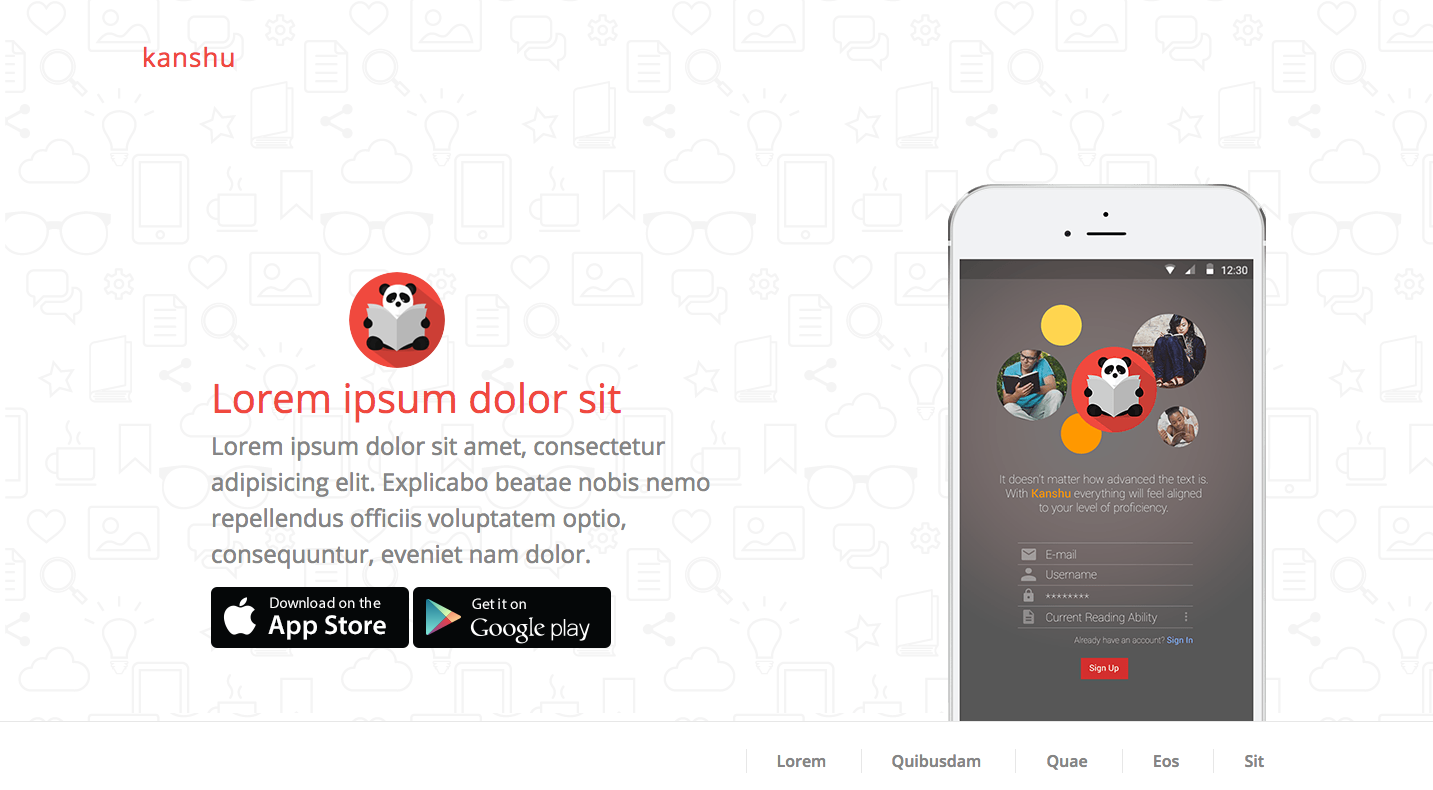 kanshu
Lorem ipsum dolor sit
Lorem ipsum dolor sit amet, consectetur
adipisicing elit. Explicabo beatae nobis nemo
repellendus officiis voluptatem optio,
consequuntur, eveniet nam dolor.
Download on the
App Store
Get it on
Google play
12:30
It doesn't matter how advanced the text is.
With Kanshu everything will feel aligned
to your level of proficiency.
E-mail
Username
********
Current Reading Ability
Already have an account? Sign In
Sign Up
Lorem
Quibusdam
Quae
Eos
Sit